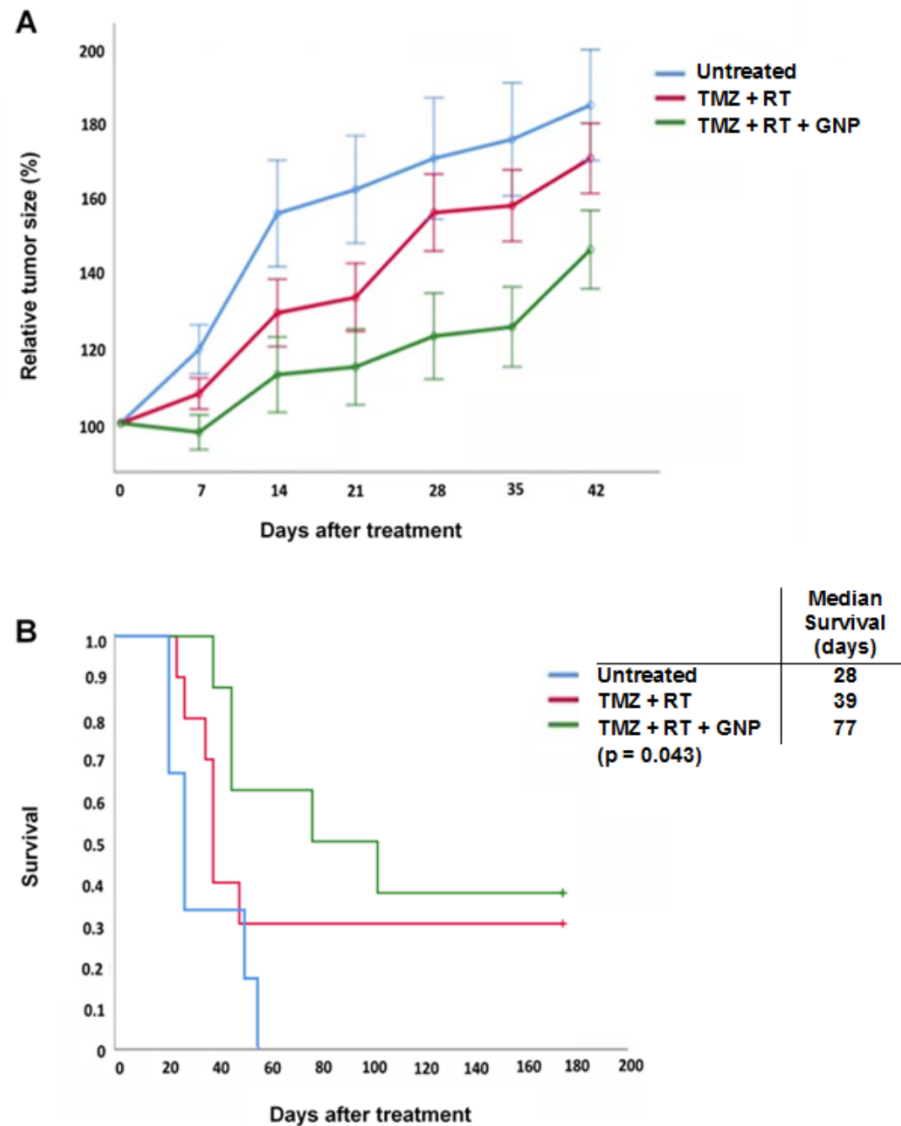 A
200
180
160
140
120
100
Relative tumor size (%)
0 7 14 21 28 35 42
Days after treatment
Untreated
TMZ + RT
TMZ + RT + GNP
B
1.0
0.9
0.8
0.7
0.6
0.5
0.4
0.3
0.2
0.1
0
Survival
0 20 40 60 80 100 120 140 160 180 200
Days after treatment
Median
Survival
(days)
Untreated 28
TMZ + RT 39
TMZ + RT + GNP 77
(p = 0.043)